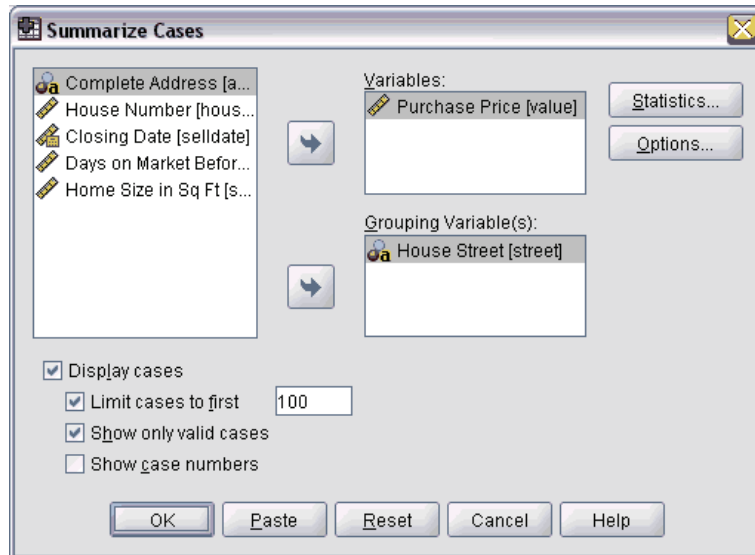 Summarize Cases
Complete Address [a...
House Number [hous...
Closing Date [selldate]
Days on Market Befor...
Home Size in Sq Ft [s...
Variables:
Purchase Price [value]
Grouping Variable(s):
House Street [street]
Statistics...
Options...
Display cases
Limit cases to first 100
Show only valid cases
Show case numbers
OK Paste Reset Cancel Help